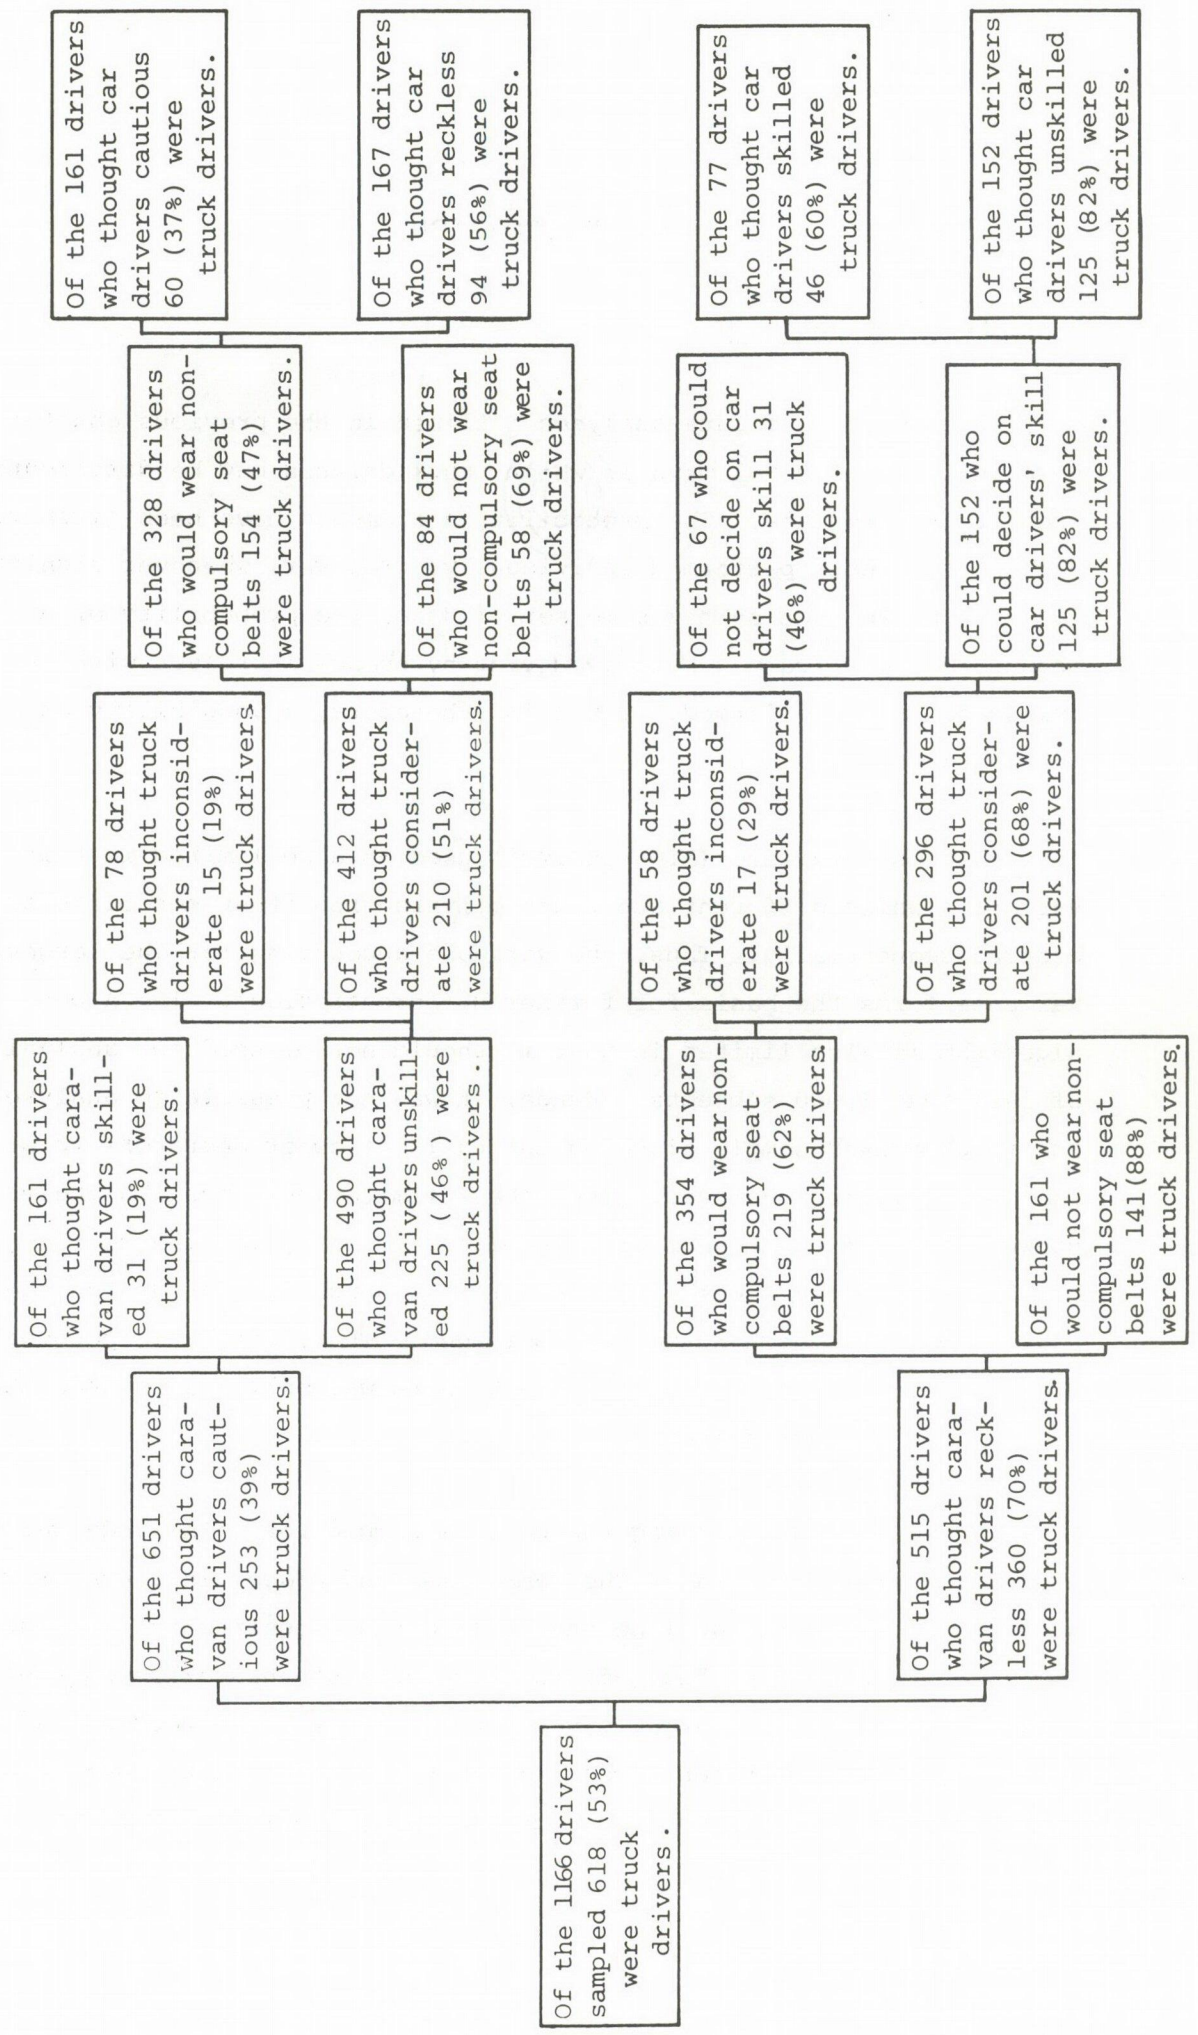 Of the 1166 drivers
sampled 618 (53%)
were truck
drivers.
Of the 651 drivers
who thought cara-
van drivers caut-
ious 253 (39%)
were truck drivers.
Of the 515 drivers
who thought cara-
van drivers reck-
less 360 (70%)
were truck drivers.
Of the 161 drivers
who thought cara-
van drivers skill-
ed 31 (19%) were
truck drivers.
Of the 490 drivers
who thought cara-
van drivers unskill
ed 225 (46%) were
truck drivers.
Of the 354 drivers
who would wear non-
compulsory seat
belts 219 (62%)
were truck drivers.
Of the 161 who
would not wear non-
compulsory seat
belts 141(88%)
were truck drivers.
Of the 78 drivers
who thought truck
drivers inconsid-
erate 15 (19%)
were truck drivers.
Of the 412 drivers
who thought truck
drivers consider-
ate 210 (51%)
were truck drivers.
Of the 58 drivers
who thought truck
drivers inconsid-
erate 17 (29%)
were truck drivers.
Of the 296 drivers
who thought truck
drivers consider-
ate 201 (68%) were
truck drivers.
Of the 328 drivers
who would wear non-
compulsory seat
belts 154 (47%)
were truck drivers.
Of the 84 drivers
who would not wear
non-compulsory seat
belts 58 (69%) were
truck drivers.
Of the 67 who could
not decide on car
drivers skill 31
(46%) were truck
drivers.
Of the 152 who
could decide on
car drivers' skill
125 (82%) were
truck drivers.
Of the 161 drivers
who thought car
drivers cautious
60 (37%) were
truck drivers.
Of the 167 drivers
who thought car
drivers reckless
94 (56%) were
truck drivers.
Of the 77 drivers
who thought car
drivers skilled
46 (60%) were
truck drivers.
Of the 152 drivers
who thought car
drivers unskilled
125 (82%) were
truck drivers.